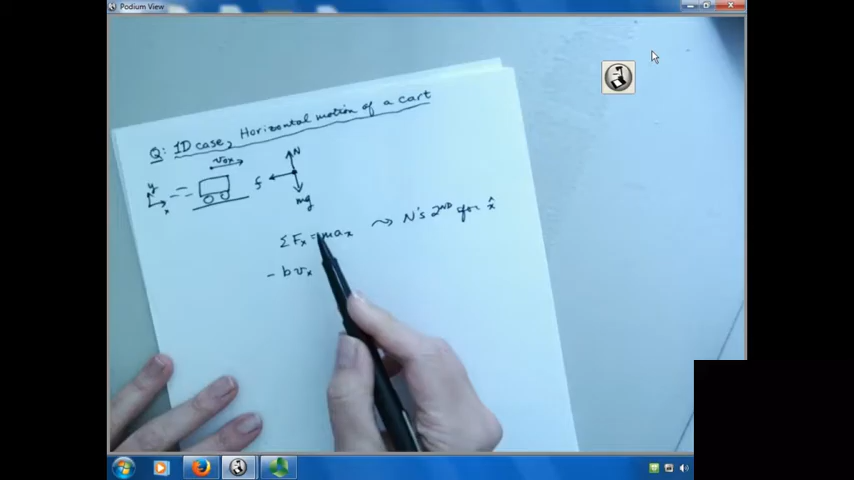 Podium View
Q: 1D case, Horizontal motion of a cart
v₀ₓ
N
y
x
f
mg
ΣFₓ = maₓ ⇝ N's 2ND for x̂
- bvₓ